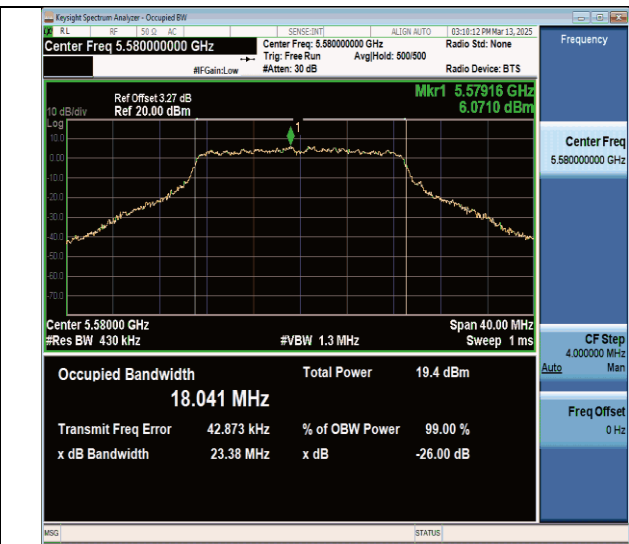 Keysight Spectrum Analyzer - Occupied BW
RL RF 50 Ω AC SENSE:INT ALIGN AUTO 03:10:12 PM Mar 13, 2025
Center Freq 5.580000000 GHz
Center Freq: 5.580000000 GHz Radio Std: None
Trig: Free Run Avg|Hold: 500/500
#IFGain:Low #Atten: 30 dB Radio Device: BTS
Frequency
Mkr1 5.57916 GHz
6.0710 dBm
Ref Offset 3.27 dB
10 dB/div Ref 20.00 dBm
Log
10.0
0.00
-10.0
-20.0
-30.0
-40.0
-50.0
-60.0
-70.0
1
Center 5.58000 GHz Span 40.00 MHz
#Res BW 430 kHz #VBW 1.3 MHz Sweep 1 ms
Occupied Bandwidth Total Power 19.4 dBm
18.041 MHz
Transmit Freq Error 42.873 kHz % of OBW Power 99.00 %
x dB Bandwidth 23.38 MHz x dB -26.00 dB
Center Freq
5.580000000 GHz
CF Step
4.000000 MHz
Auto Man
Freq Offset
0 Hz
MSG STATUS